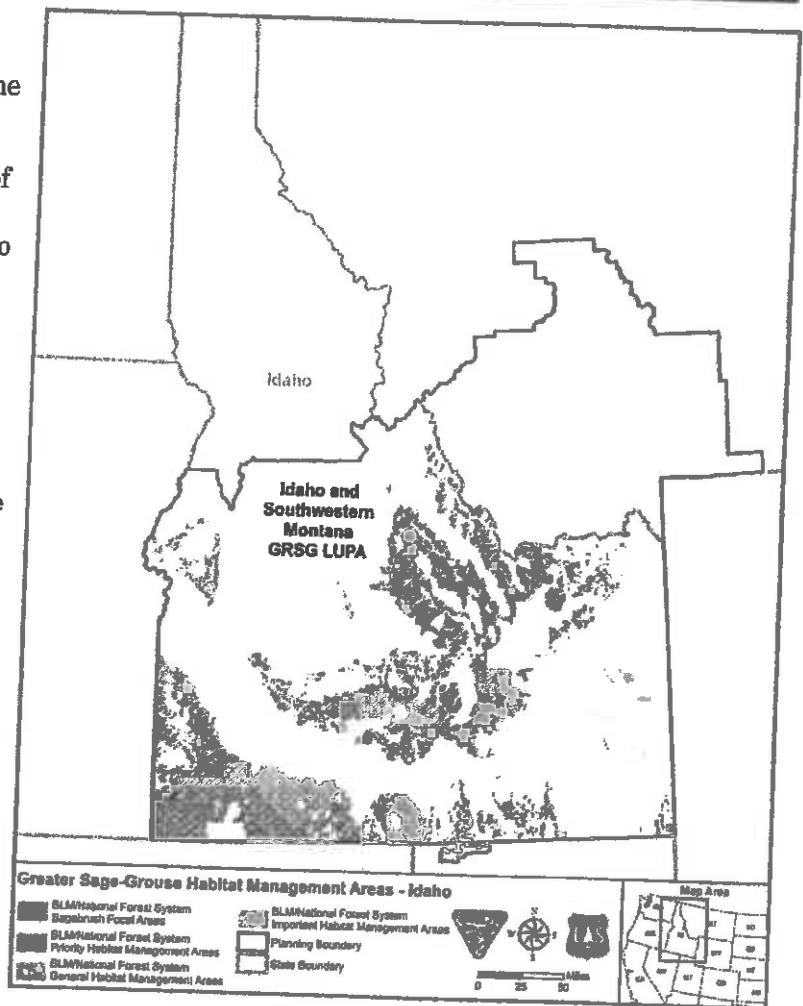 of
Idaho
Idaho and
Southwestern
Montana
GRSG LUPA
Greater Sage-Grouse Habitat Management Areas - Idaho
BLM/National Forest System
Sagebrush Focal Areas
BLM/National Forest System
Priority Habitat Management Areas
BLM/National Forest System
General Habitat Management Areas
BLM/National Forest System
Important Habitat Management Areas
Planning Boundary
State Boundary
N
W
E
S
Miles
0 25 50
Map Area